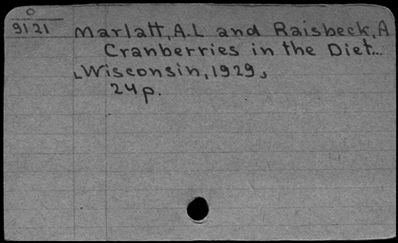 O
9121 Marlatt, A.L and Raisbeck, A
Cranberries in the Diet...
[Wisconsin, 1929]
24p.